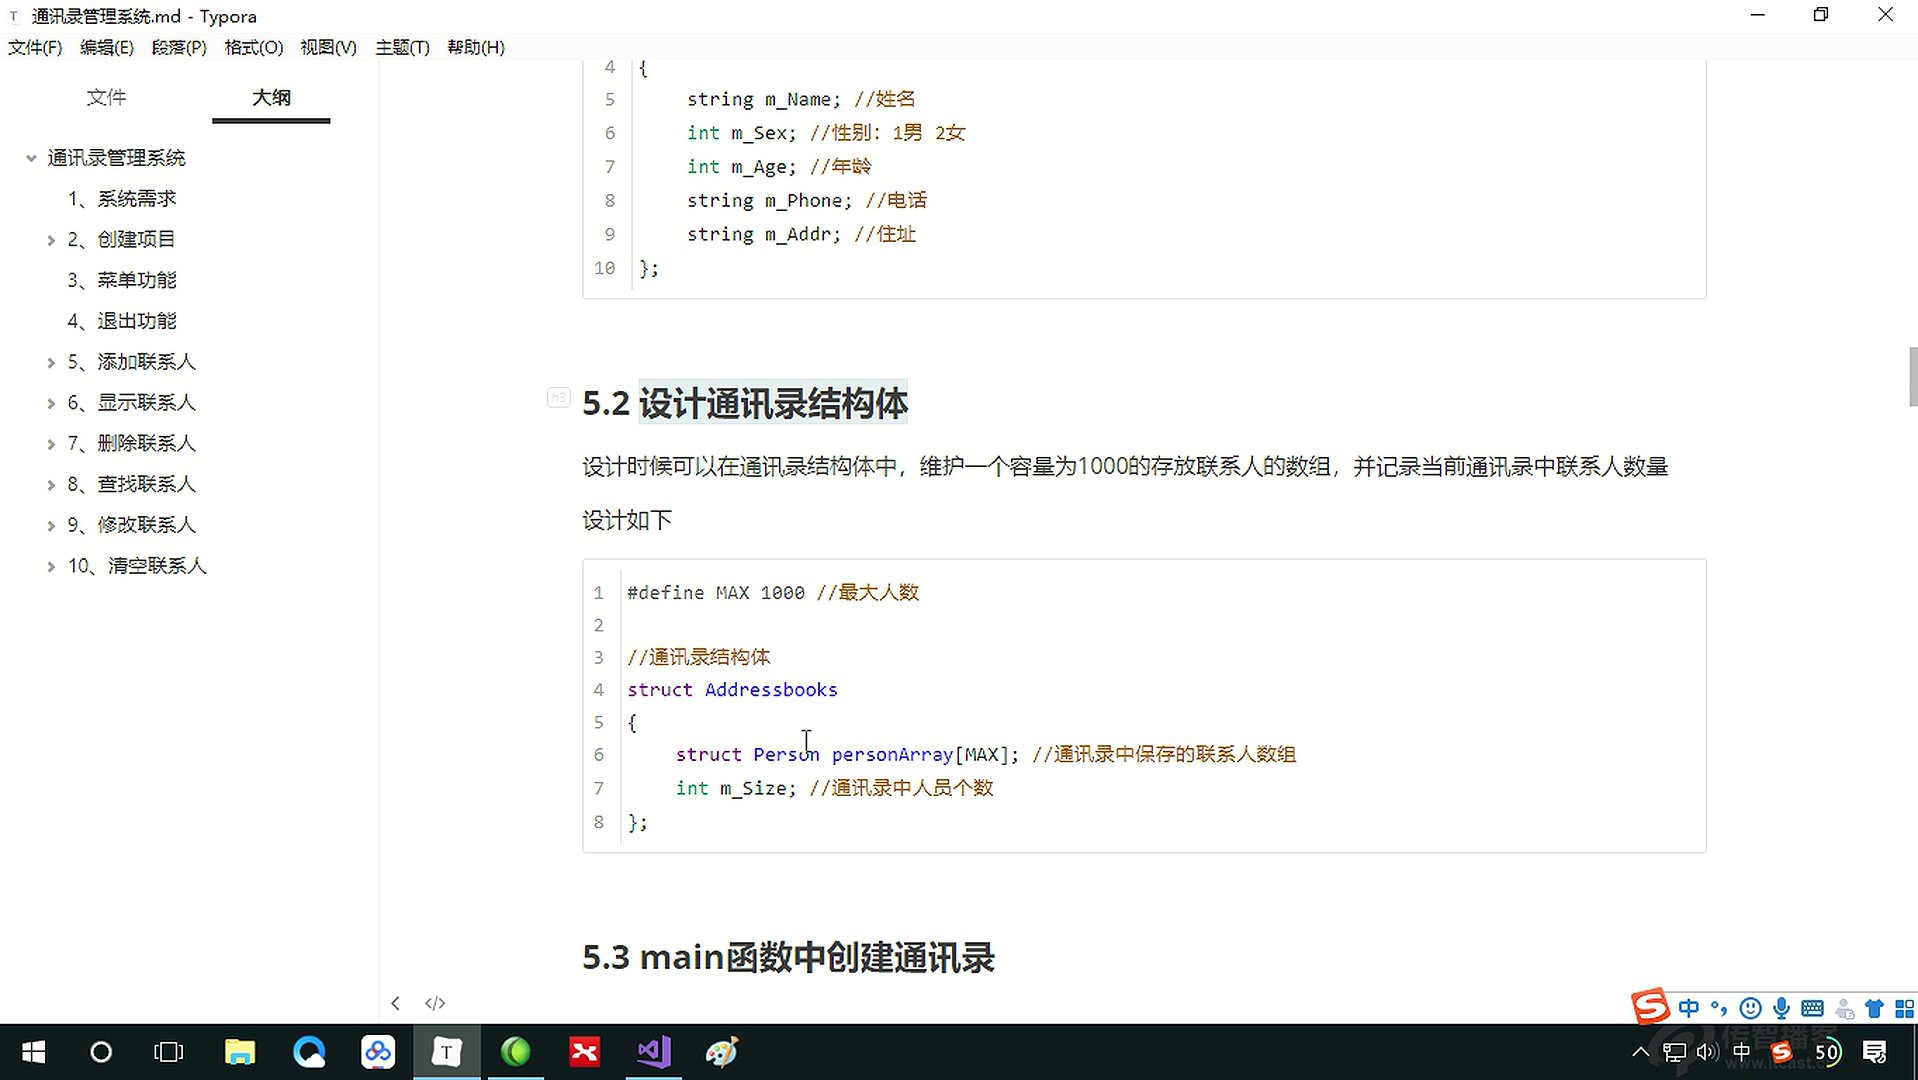 通讯录管理系统.md - Typora
文件(F) 编辑(E) 段落(P) 格式(O) 视图(V) 主题(T) 帮助(H)
文件 大纲
通讯录管理系统
1、系统需求
2、创建项目
3、菜单功能
4、退出功能
5、添加联系人
6、显示联系人
7、删除联系人
8、查找联系人
9、修改联系人
10、清空联系人
4 {
5 string m_Name; //姓名
6 int m_Sex; //性别：1男 2女
7 int m_Age; //年龄
8 string m_Phone; //电话
9 string m_Addr; //住址
10 };
h3 5.2 设计通讯录结构体
设计时候可以在通讯录结构体中，维护一个容量为1000的存放联系人的数组，并记录当前通讯录中联系人数量
设计如下
1 #define MAX 1000 //最大人数
2
3 //通讯录结构体
4 struct Addressbooks
5 {
6 struct Person personArray[MAX]; //通讯录中保存的联系人数组
7 int m_Size; //通讯录中人员个数
8 };
5.3 main函数中创建通讯录
中
中 50
传智播客